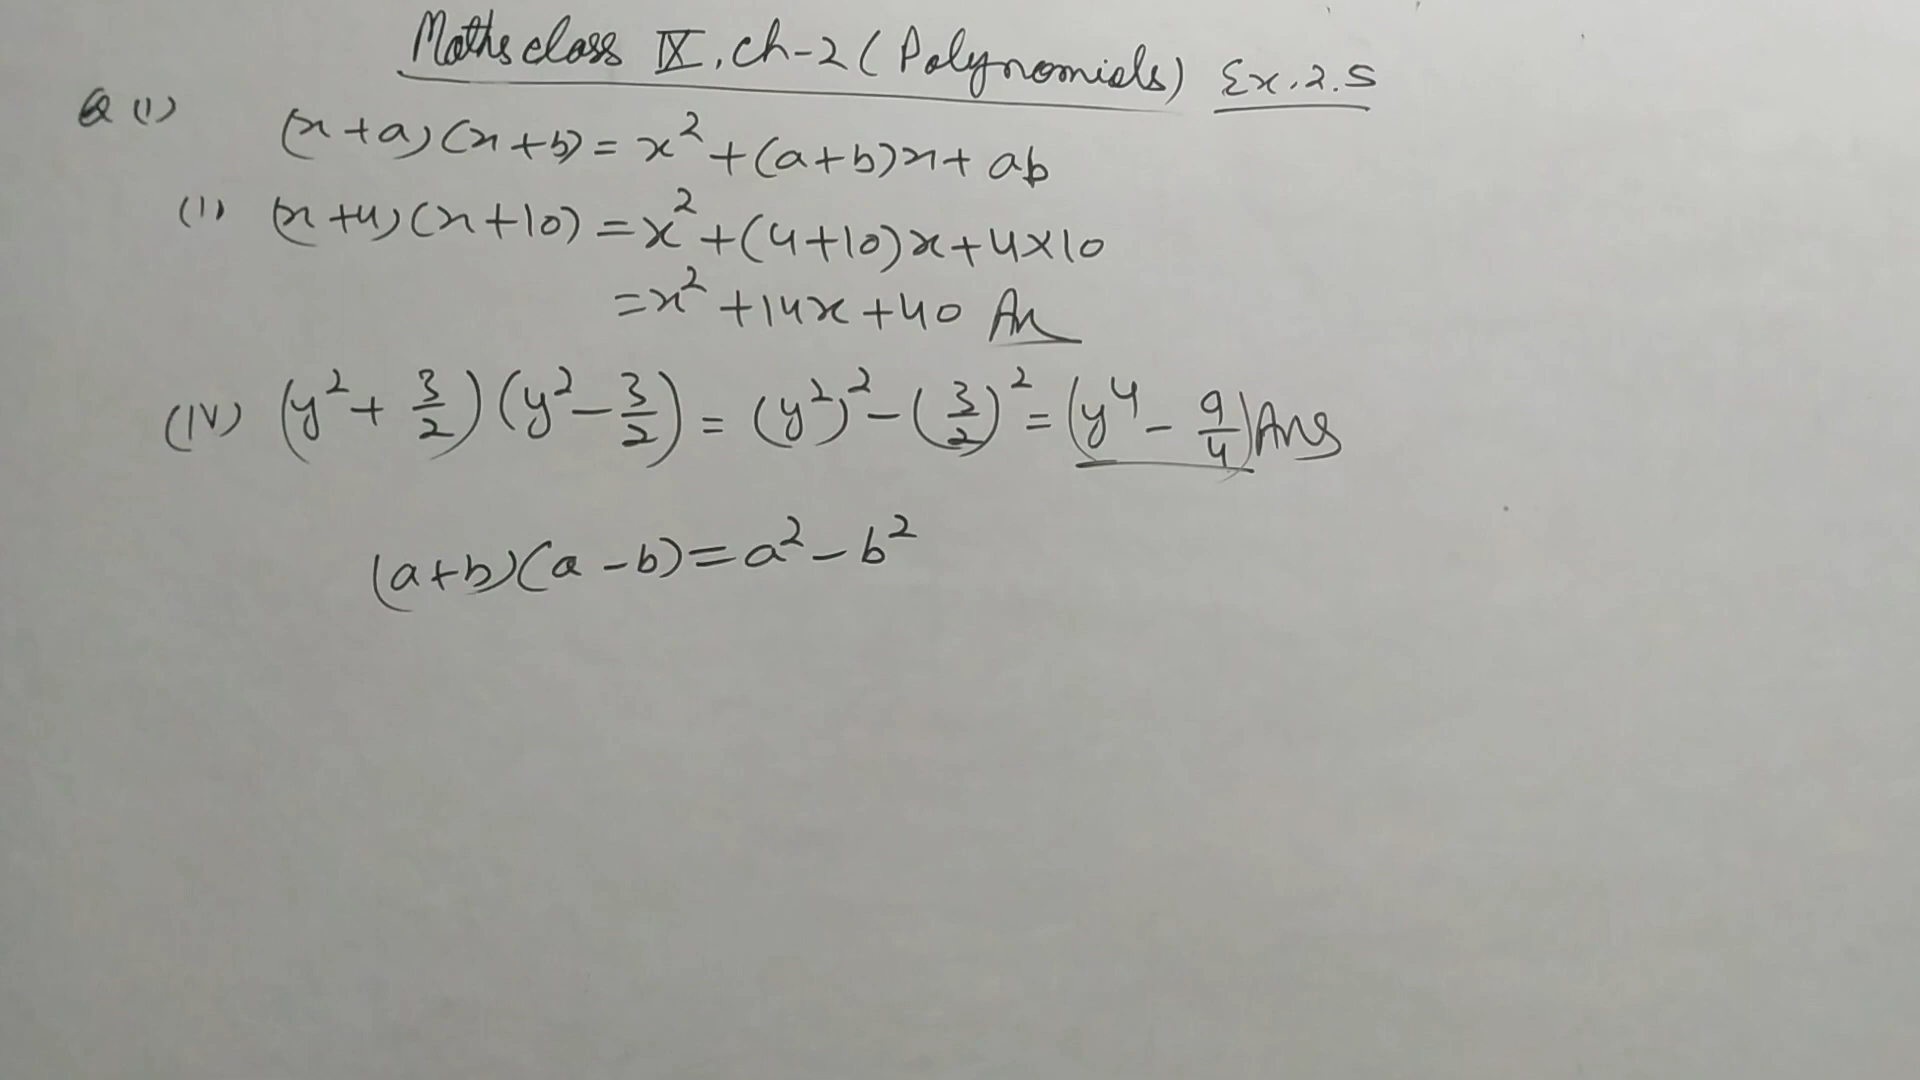 Maths class IX, Ch-2 (Polynomials) Ex.2.5
Q (1)
(x+a)(x+b) = x² + (a+b)x + ab
(1) (x+4)(x+10) = x² + (4+10)x + 4×10
= x² + 14x + 40 An
(IV) (y² + 3/2)(y² - 3/2) = (y²)² - (3/2)² = (y⁴ - 9/4) Ans
(a+b)(a-b) = a² - b²